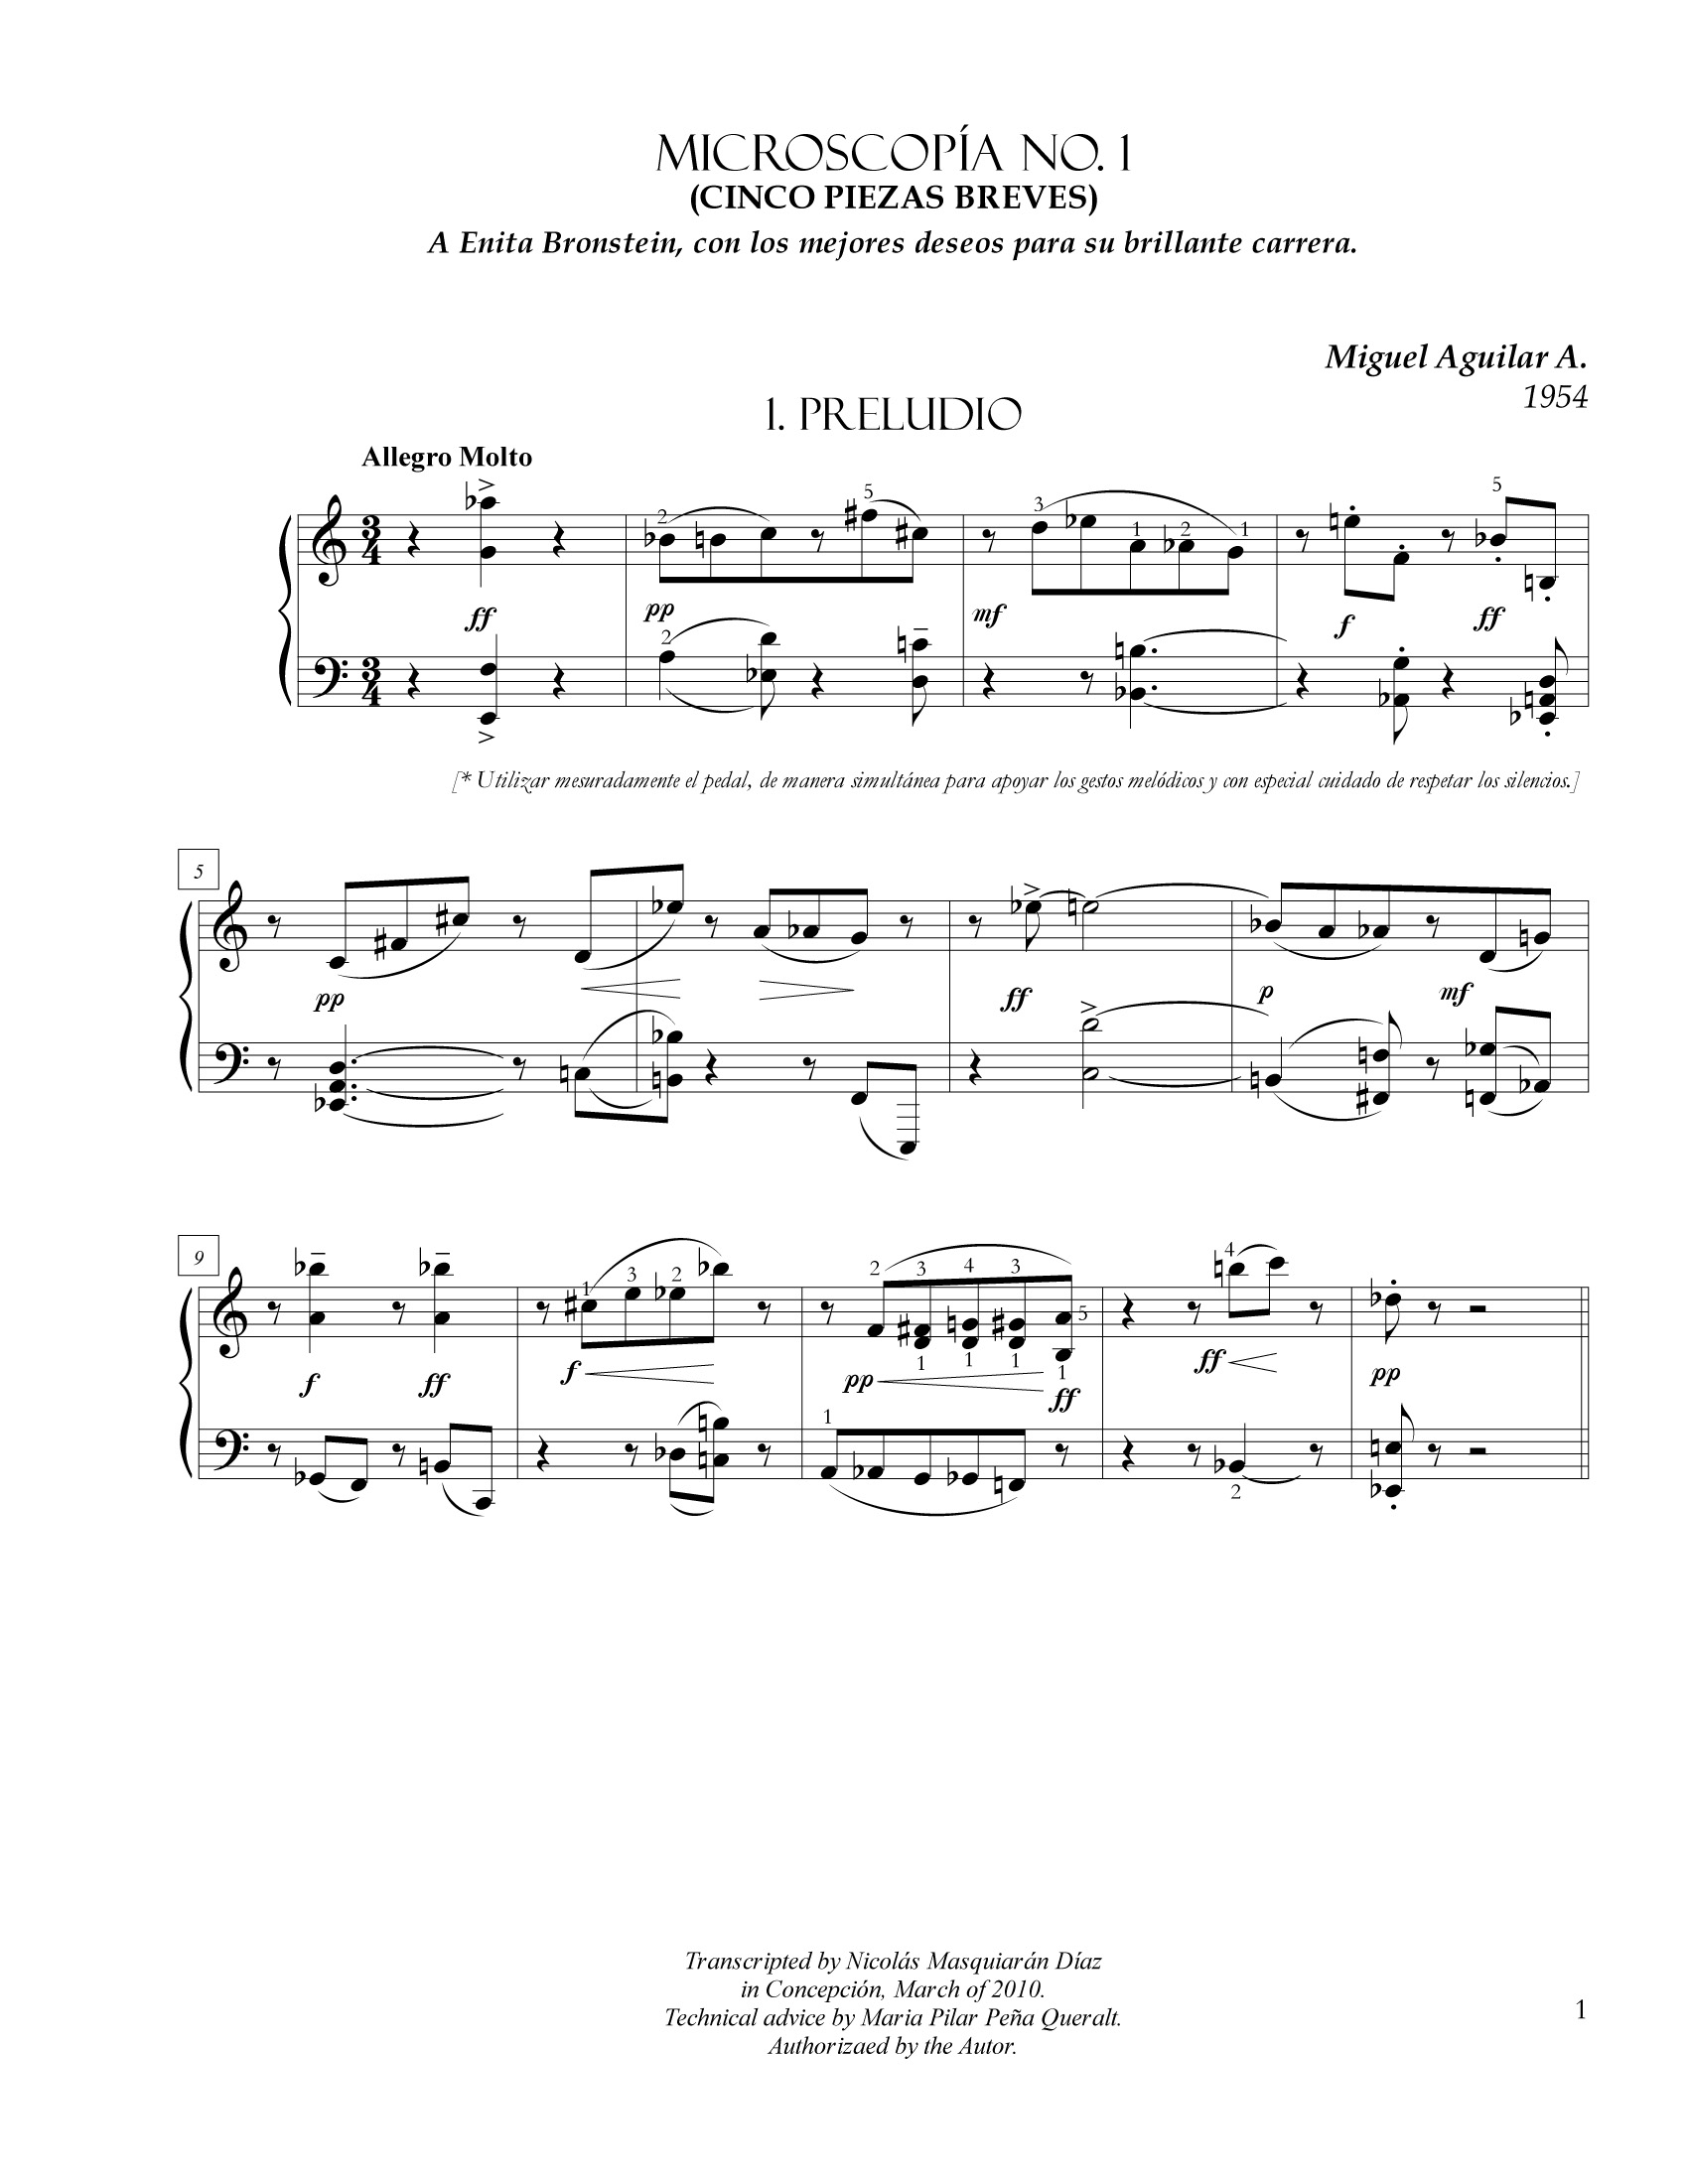 MICROSCOPÍA NO. 1
(CINCO PIEZAS BREVES)
A Enita Bronstein, con los mejores deseos para su brillante carrera.
Miguel Aguilar A.
1954
1. PRELUDIO
Allegro Molto
5
5
2
3
1
2
1
3
4
3
4
ff
pp
mf
f
ff
2
[* Utilizar mesuradamente el pedal, de manera simultánea para apoyar los gestos melódicos y con especial cuidado de respetar los silencios.]
5
pp
ff
p
mf
9
1
3
2
2
3
4
3
5
4
1
1
1
1
f
ff
f
pp
ff
ff
pp
1
2
Transcripted by Nicolás Masquiarán Díaz
in Concepción, March of 2010.
Technical advice by Maria Pilar Peña Queralt.
Authorizaed by the Autor.
1